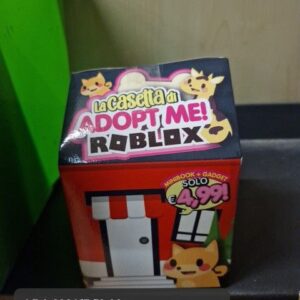 La Casetta di
ADOPT ME!
ROBLOX
MINIBOOK + GADGET
SOLO
€ 4,99!